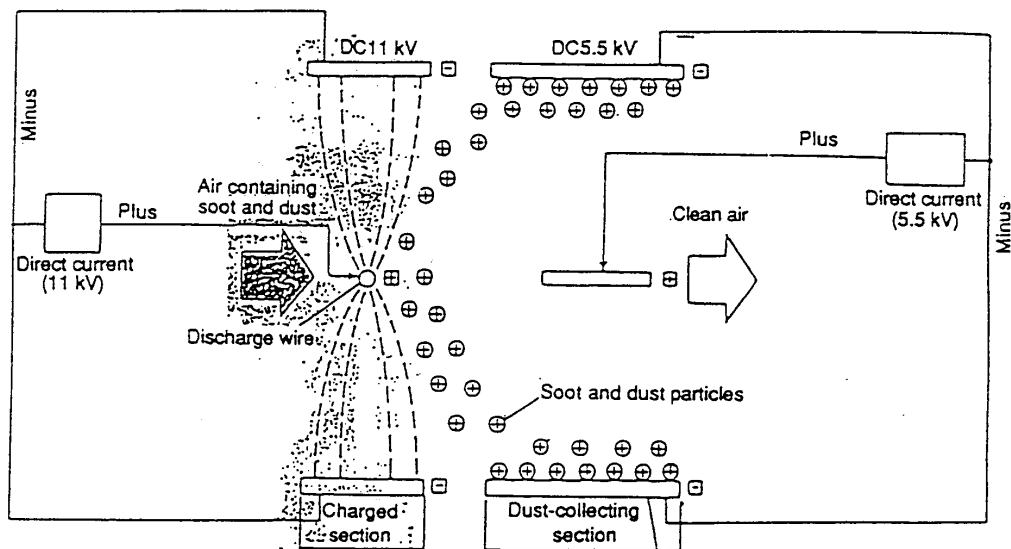 DC11 kV
DC5.5 kV
Minus
Plus
Air containing
soot and dust
Plus
Direct current
(11 kV)
Clean air
Direct current
(5.5 kV)
Minus
Discharge wire
Soot and dust particles
Charged
section
Dust-collecting
section